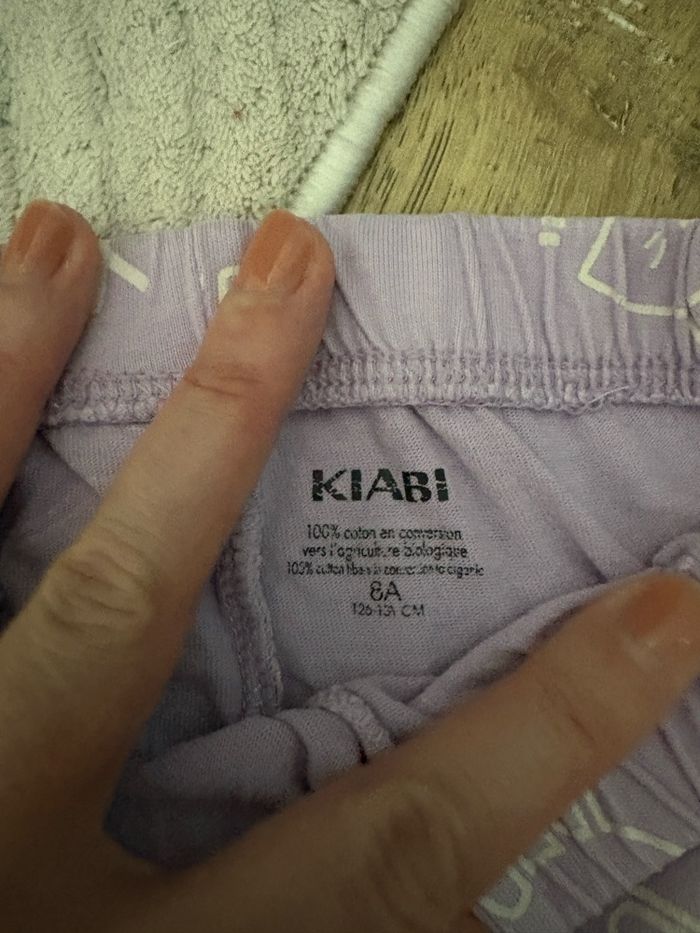 KIABI
100% coton en conversion
vers l'agriculture biologique
100% cotton fibers in conversion to organic
8A
126-131 CM